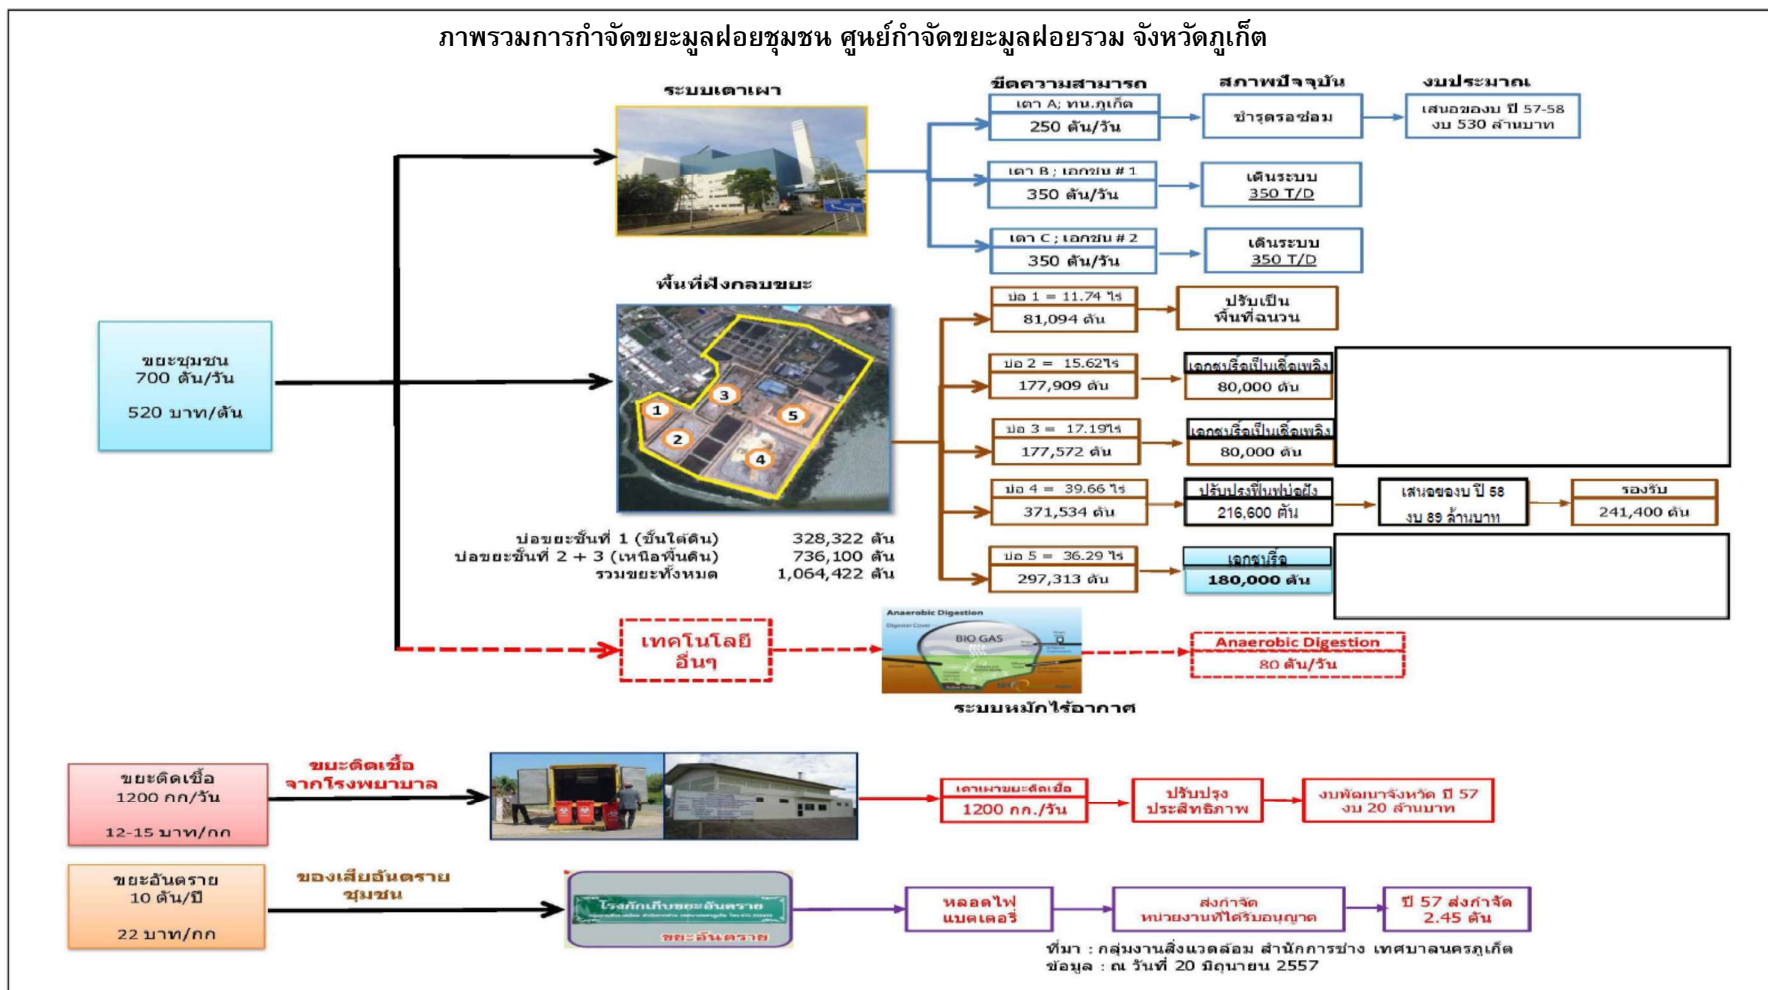 ภาพรวมการกำจัดขยะมูลฝอยชุมชน ศูนย์กำจัดขยะมูลฝอยรวม จังหวัดภูเก็ต
ระบบเตาเผา
ขีดความสามารถ
สภาพปัจจุบัน
งบประมาณ
เตา A; ทน.ภูเก็ต
250 ตัน/วัน
ชำรุดรอซ่อม
เสนอของบ ปี 57-58
งบ 530 ล้านบาท
เตา B ; เอกชน # 1
350 ตัน/วัน
เดินระบบ
350 T/D
เตา C ; เอกชน # 2
350 ตัน/วัน
เดินระบบ
350 T/D
ขยะชุมชน
700 ตัน/วัน
520 บาท/ตัน
พื้นที่ฝังกลบขยะ
1
2
3
4
5
บ่อขยะชั้นที่ 1 (ชั้นใต้ดิน) 328,322 ตัน
บ่อขยะชั้นที่ 2 + 3 (เหนือพื้นดิน) 736,100 ตัน
รวมขยะทั้งหมด 1,064,422 ตัน
บ่อ 1 = 11.74 ไร่
81,094 ตัน
ปรับเป็น
พื้นที่ฉนวน
บ่อ 2 = 15.62ไร่
177,909 ตัน
เอกชนรื้อเป็นเชื้อเพลิง
80,000 ตัน
บ่อ 3 = 17.19ไร่
177,572 ตัน
เอกชนรื้อเป็นเชื้อเพลิง
80,000 ตัน
บ่อ 4 = 39.66 ไร่
371,534 ตัน
ปรับปรุงฟื้นฟูบ่อฝัง
216,600 ตัน
เสนอของบ ปี 58
งบ 89 ล้านบาท
รองรับ
241,400 ตัน
บ่อ 5 = 36.29 ไร่
297,313 ตัน
เอกชนรื้อ
180,000 ตัน
เทคโนโลยี
อื่นๆ
Anaerobic Digestion
Digester Cover
BIO GAS
ระบบหมักไร้อากาศ
Anaerobic Digestion
80 ตัน/วัน
ขยะติดเชื้อ
1200 กก/วัน
12-15 บาท/กก
ขยะติดเชื้อ
จากโรงพยาบาล
เตาเผาขยะติดเชื้อ
1200 กก./วัน
ปรับปรุง
ประสิทธิภาพ
งบพัฒนาจังหวัด ปี 57
งบ 20 ล้านบาท
ขยะอันตราย
10 ตัน/ปี
22 บาท/กก
ของเสียอันตราย
ชุมชน
โรงกักเก็บขยะอันตราย
ขยะอันตราย
หลอดไฟ
แบตเตอรี่
ส่งกำจัด
หน่วยงานที่ได้รับอนุญาต
ปี 57 ส่งกำจัด
2.45 ตัน
ที่มา : กลุ่มงานสิ่งแวดล้อม สำนักการช่าง เทศบาลนครภูเก็ต
ข้อมูล : ณ วันที่ 20 มิถุนายน 2557